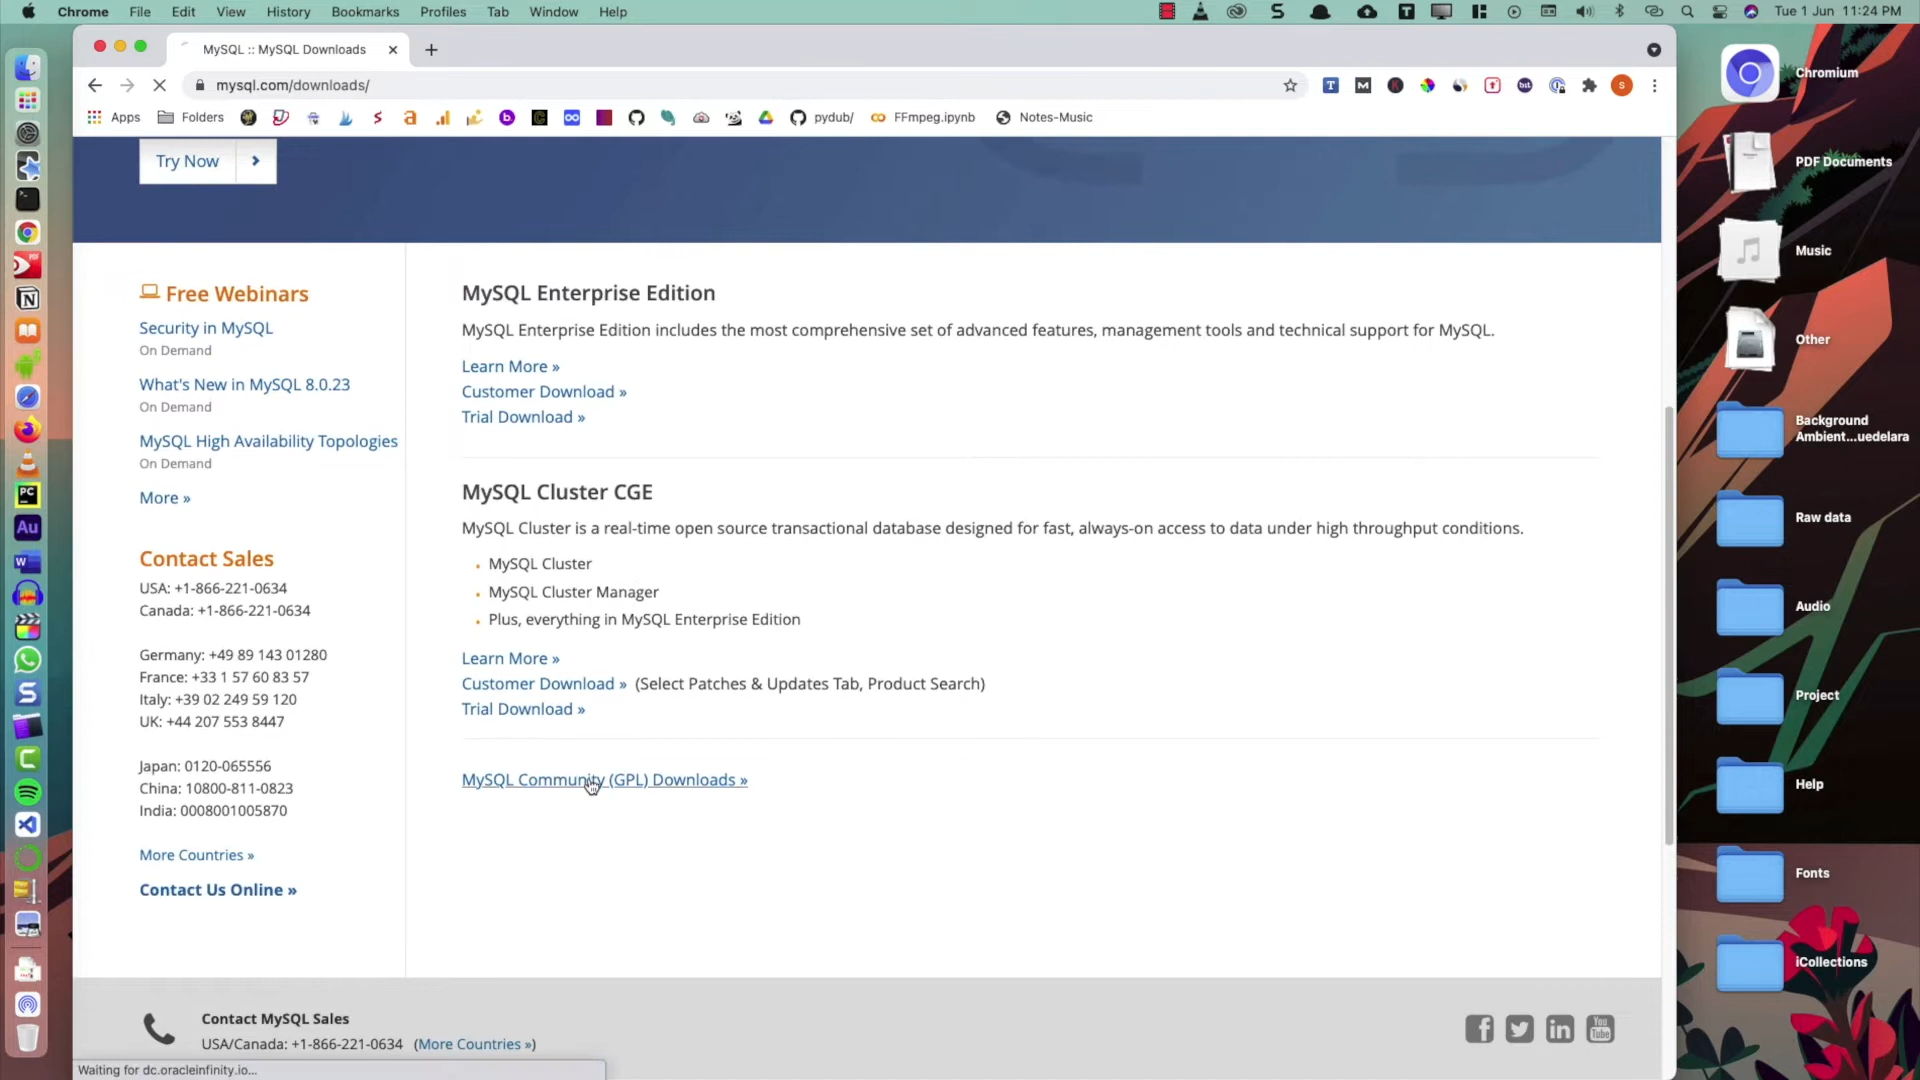 Chrome File Edit View History Bookmarks Profiles Tab Window Help
Tue 1 Jun 11:24 PM
MySQL :: MySQL Downloads
mysql.com/downloads/
Apps Folders pydub/ FFmpeg.ipynb Notes-Music
Try Now
Free Webinars
Security in MySQL
On Demand
What's New in MySQL 8.0.23
On Demand
MySQL High Availability Topologies
On Demand
More »
Contact Sales
USA: +1-866-221-0634
Canada: +1-866-221-0634
Germany: +49 89 143 01280
France: +33 1 57 60 83 57
Italy: +39 02 249 59 120
UK: +44 207 553 8447
Japan: 0120-065556
China: 10800-811-0823
India: 0008001005870
More Countries »
Contact Us Online »
MySQL Enterprise Edition
MySQL Enterprise Edition includes the most comprehensive set of advanced features, management tools and technical support for MySQL.
Learn More »
Customer Download »
Trial Download »
MySQL Cluster CGE
MySQL Cluster is a real-time open source transactional database designed for fast, always-on access to data under high throughput conditions.
• MySQL Cluster
• MySQL Cluster Manager
• Plus, everything in MySQL Enterprise Edition
Learn More »
Customer Download » (Select Patches & Updates Tab, Product Search)
Trial Download »
MySQL Community (GPL) Downloads »
Contact MySQL Sales
USA/Canada: +1-866-221-0634 (More Countries »)
Waiting for dc.oracleinfinity.io...
Chromium
PDF Documents
Music
Other
Background
Ambient...uedelara
Raw data
Audio
Project
Help
Fonts
iCollections